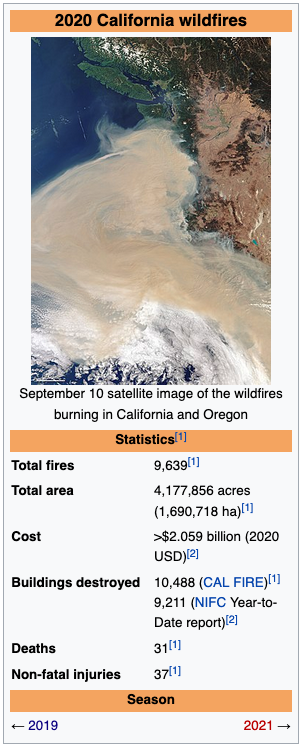 2020 California wildfires
September 10 satellite image of the wildfires
burning in California and Oregon
Statistics[1]
Total fires 9,639[1]
Total area 4,177,856 acres
(1,690,718 ha)[1]
Cost >$2.059 billion (2020
USD)[2]
Buildings destroyed 10,488 (CAL FIRE)[1]
9,211 (NIFC Year-to-
Date report)[2]
Deaths 31[1]
Non-fatal injuries 37[1]
Season
← 2019 2021 →